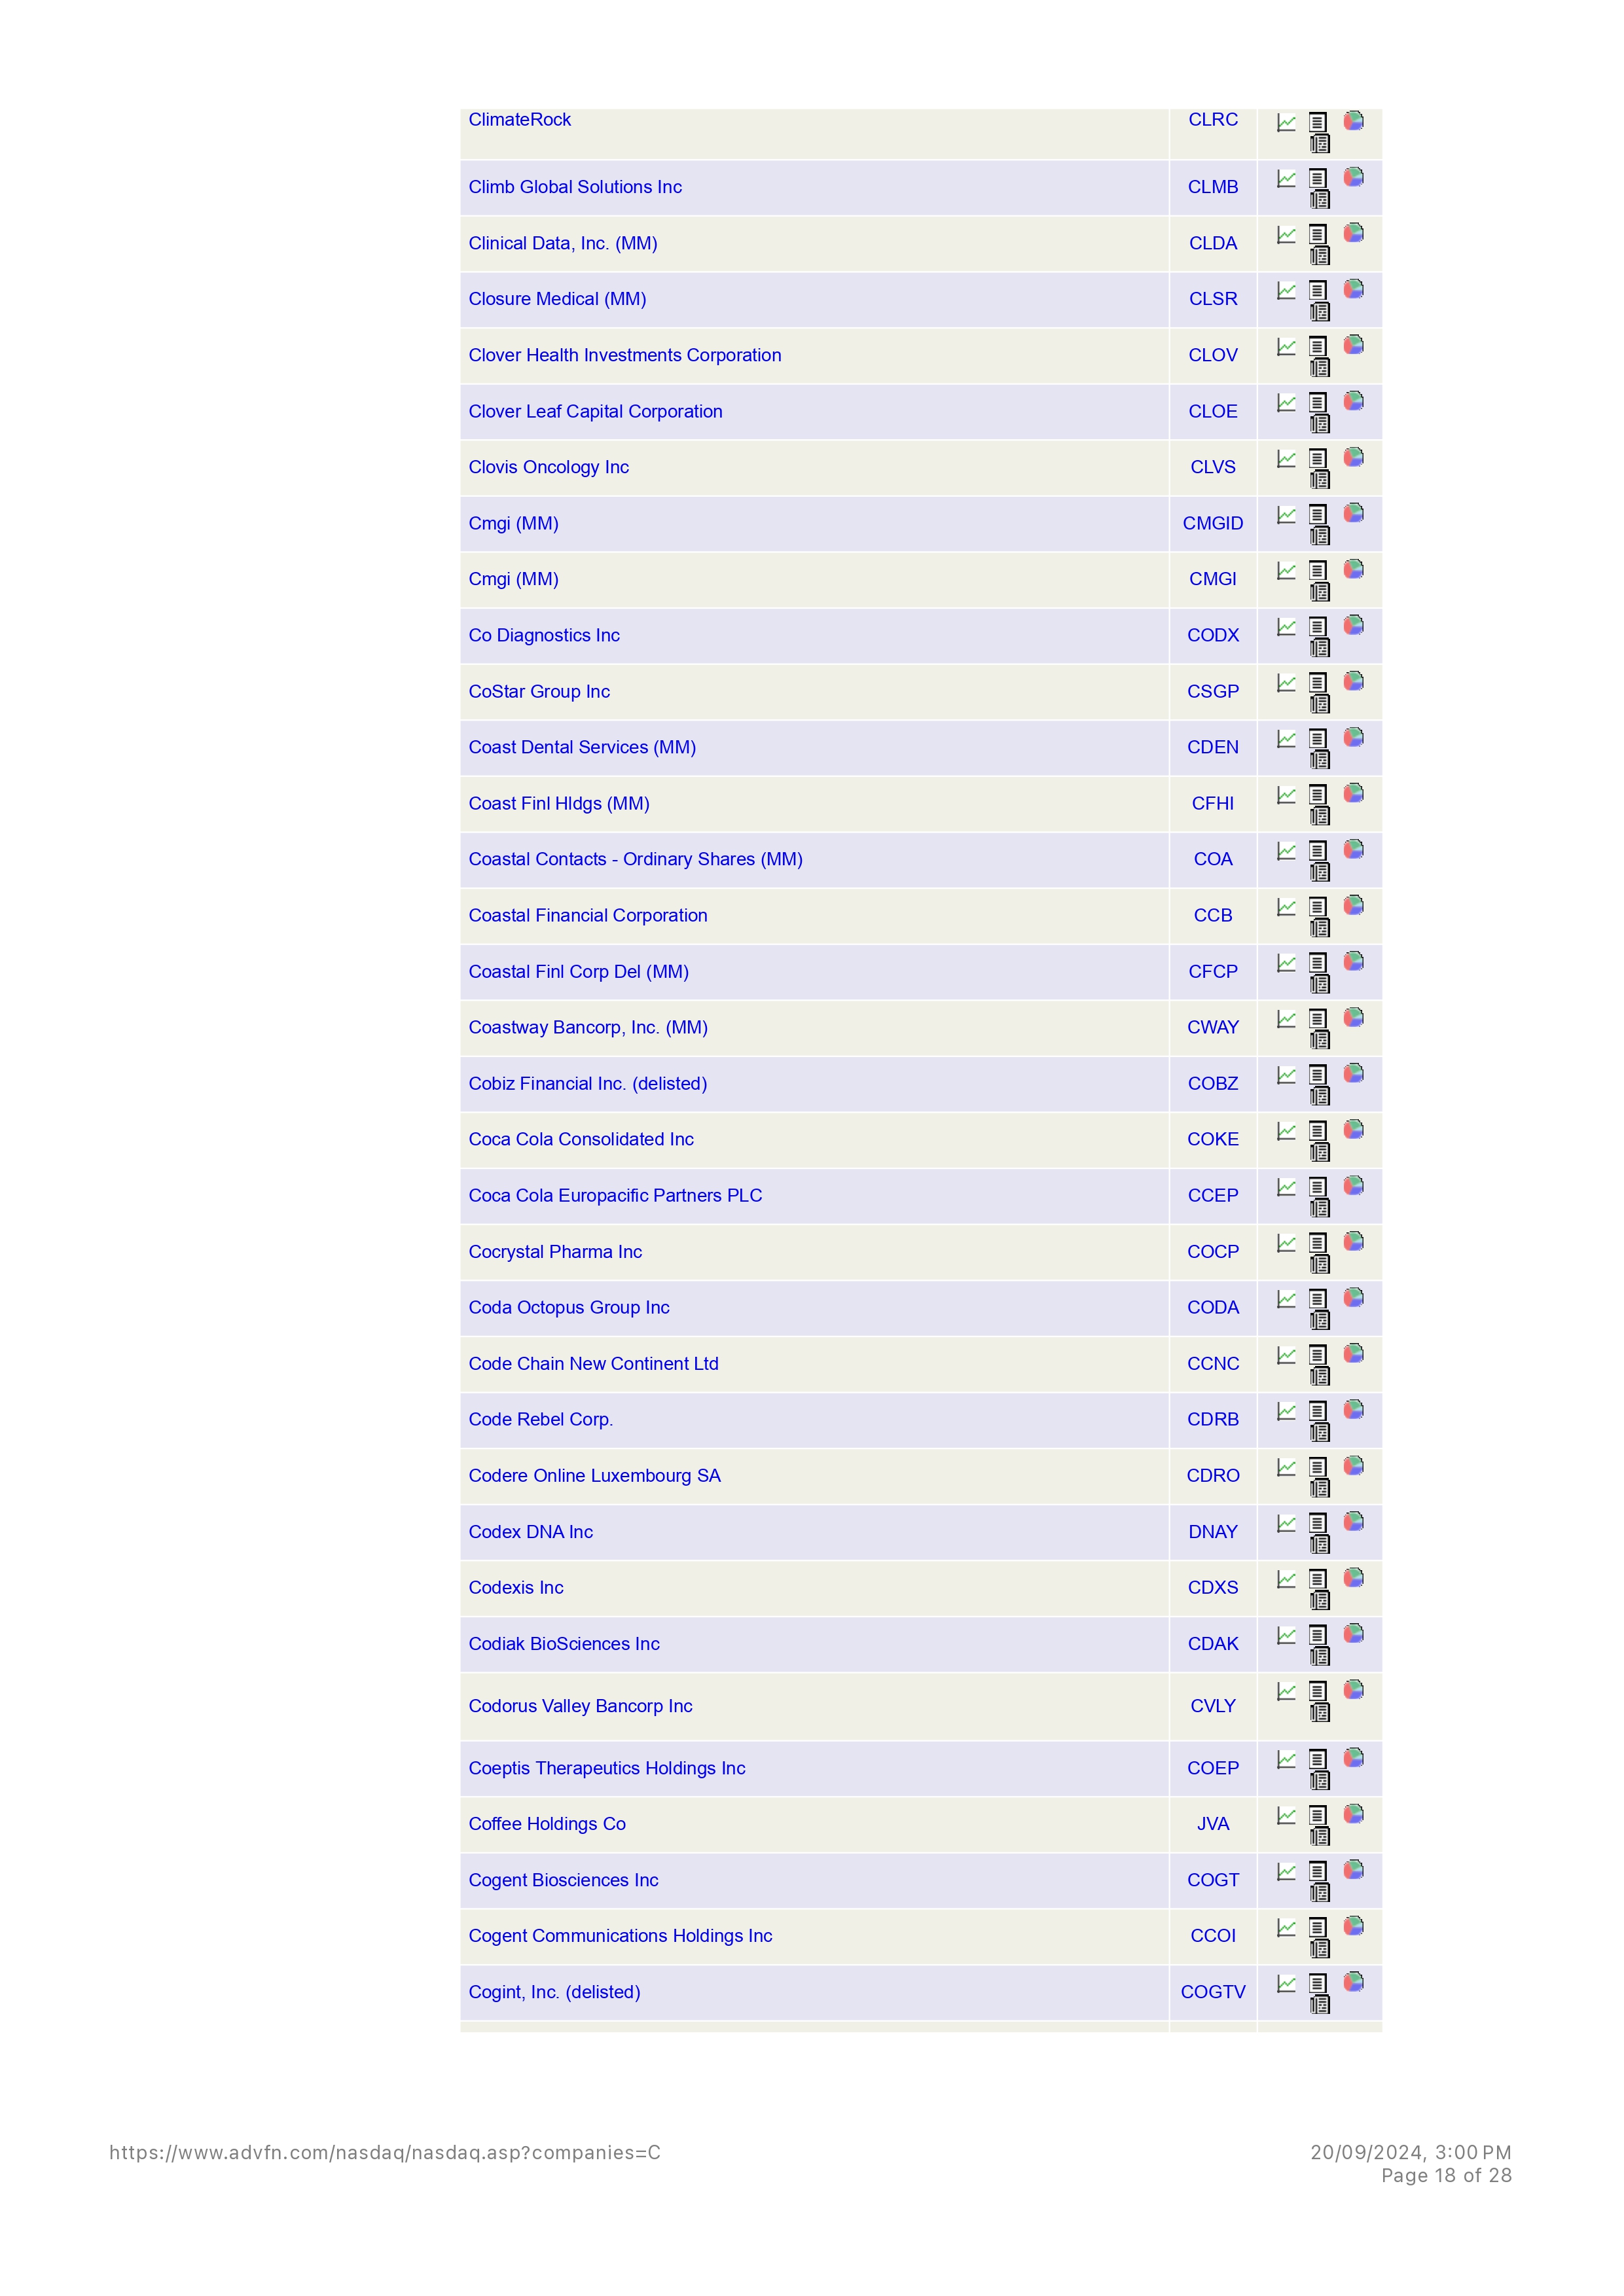 ClimateRock CLRC
Climb Global Solutions Inc CLMB
Clinical Data, Inc. (MM) CLDA
Closure Medical (MM) CLSR
Clover Health Investments Corporation CLOV
Clover Leaf Capital Corporation CLOE
Clovis Oncology Inc CLVS
Cmgi (MM) CMGID
Cmgi (MM) CMGI
Co Diagnostics Inc CODX
CoStar Group Inc CSGP
Coast Dental Services (MM) CDEN
Coast Finl Hldgs (MM) CFHI
Coastal Contacts - Ordinary Shares (MM) COA
Coastal Financial Corporation CCB
Coastal Finl Corp Del (MM) CFCP
Coastway Bancorp, Inc. (MM) CWAY
Cobiz Financial Inc. (delisted) COBZ
Coca Cola Consolidated Inc COKE
Coca Cola Europacific Partners PLC CCEP
Cocrystal Pharma Inc COCP
Coda Octopus Group Inc CODA
Code Chain New Continent Ltd CCNC
Code Rebel Corp. CDRB
Codere Online Luxembourg SA CDRO
Codex DNA Inc DNAY
Codexis Inc CDXS
Codiak BioSciences Inc CDAK
Codorus Valley Bancorp Inc CVLY
Coeptis Therapeutics Holdings Inc COEP
Coffee Holdings Co JVA
Cogent Biosciences Inc COGT
Cogent Communications Holdings Inc CCOI
Cogint, Inc. (delisted) COGTV
https://www.advfn.com/nasdaq/nasdaq.asp?companies=C 20/09/2024, 3:00 PM
Page 18 of 28